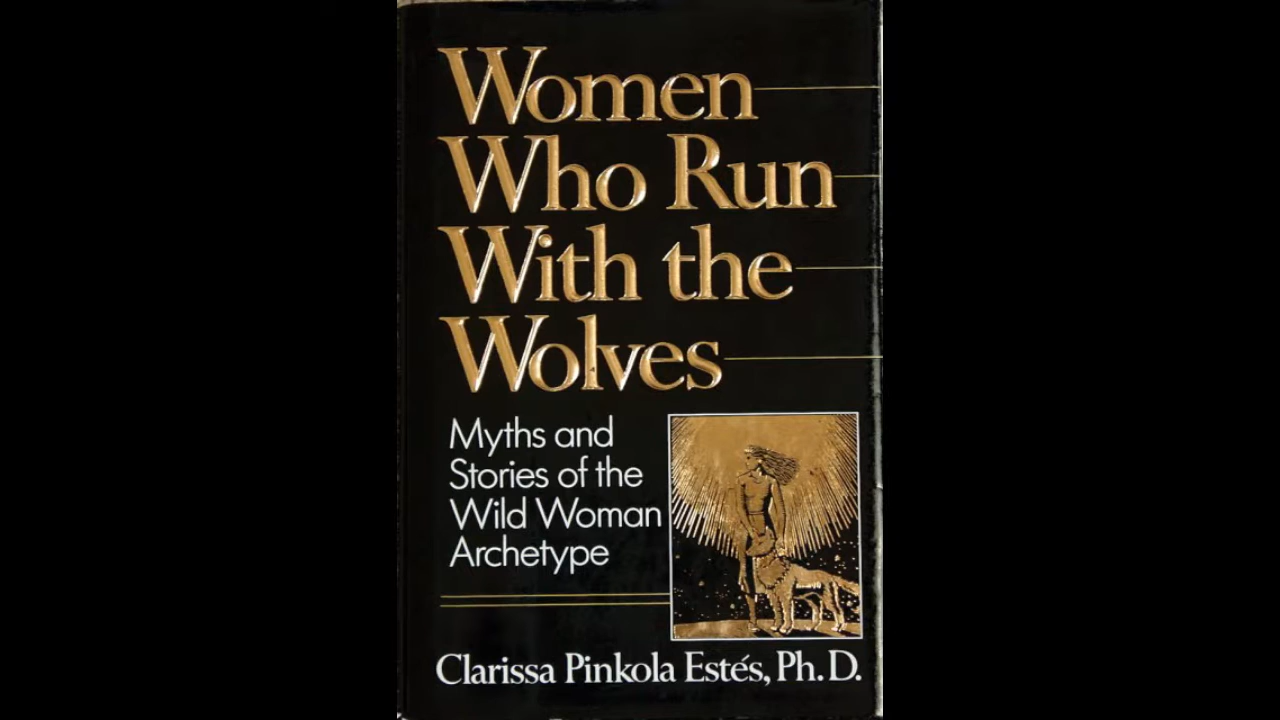 Women
Who Run
With the
Wolves
Myths and
Stories of the
Wild Woman
Archetype
Clarissa Pinkola Estés, Ph.D.